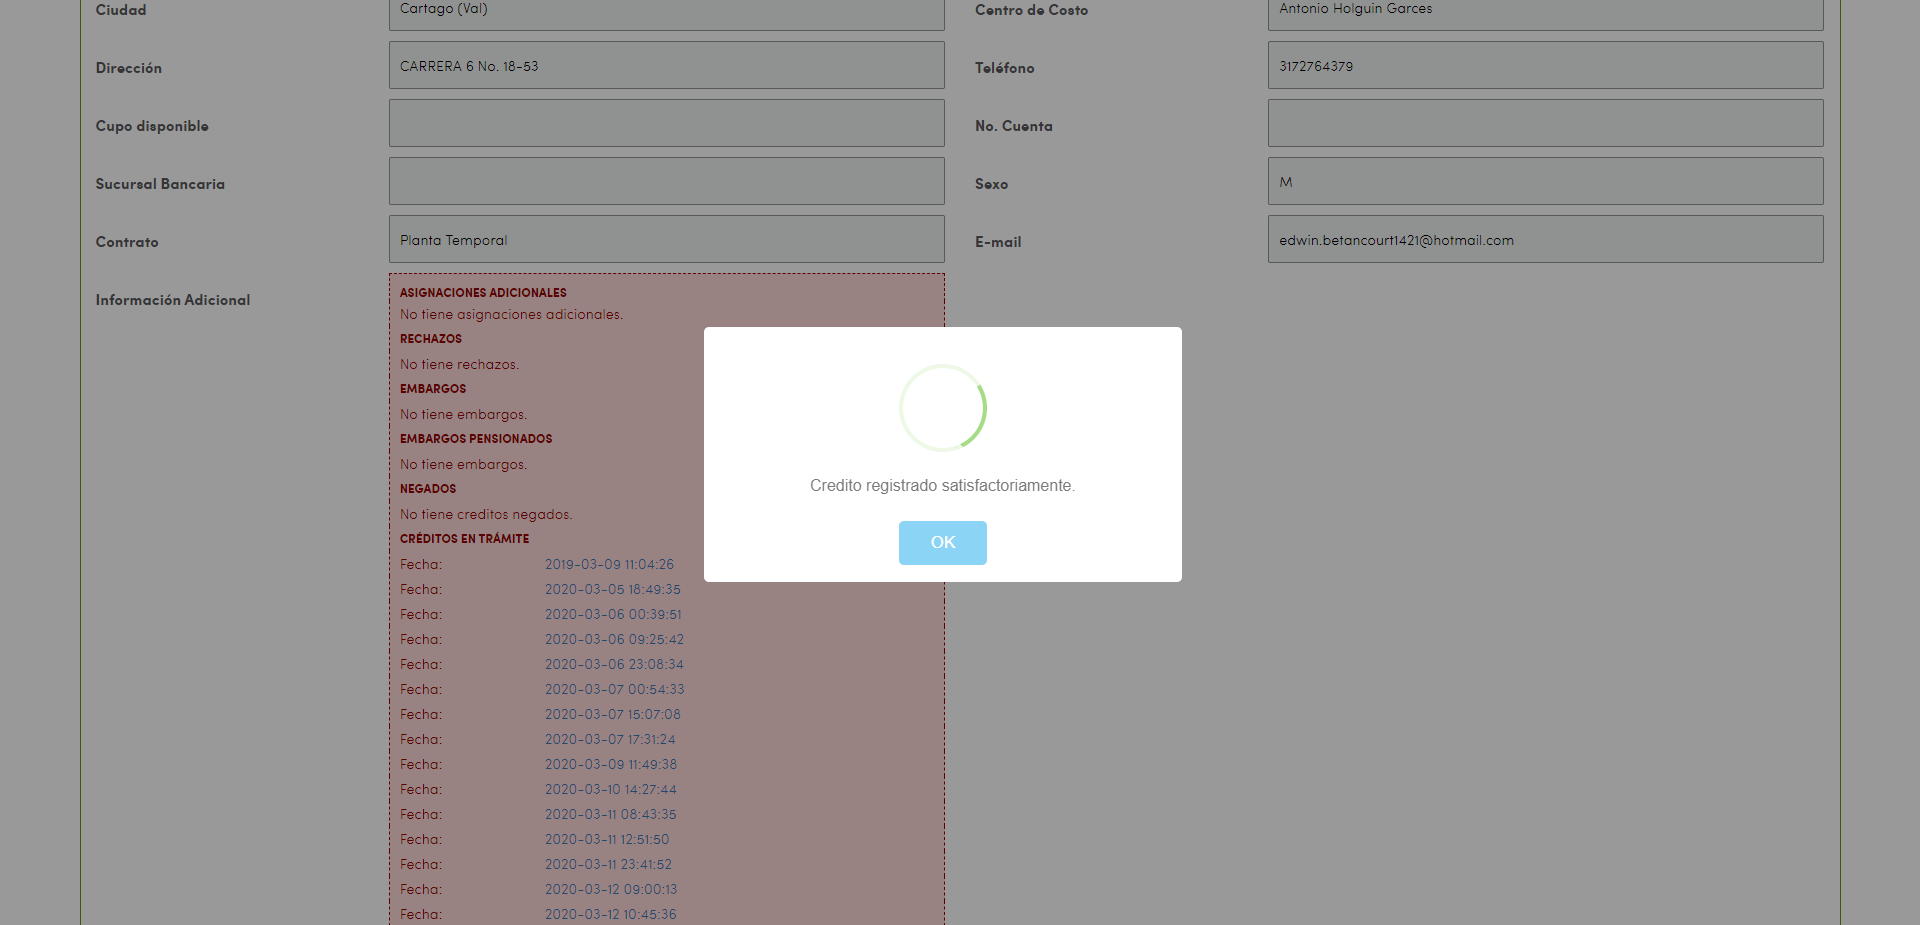 Ciudad Cartago (Val) Centro de Costo Antonio Holguin Garces
Dirección CARRERA 6 No. 18-53 Teléfono 3172764379
Cupo disponible No. Cuenta
Sucursal Bancaria Sexo M
Contrato Planta Temporal E-mail edwin.betancourt1421@hotmail.com
Información Adicional
ASIGNACIONES ADICIONALES
No tiene asignaciones adicionales.
RECHAZOS
No tiene rechazos.
EMBARGOS
No tiene embargos.
EMBARGOS PENSIONADOS
No tiene embargos.
NEGADOS
No tiene creditos negados.
CRÉDITOS EN TRÁMITE
Fecha: 2019-03-09 11:04:26
Fecha: 2020-03-05 18:49:35
Fecha: 2020-03-06 00:39:51
Fecha: 2020-03-06 09:25:42
Fecha: 2020-03-06 23:08:34
Fecha: 2020-03-07 00:54:33
Fecha: 2020-03-07 15:07:08
Fecha: 2020-03-07 17:31:24
Fecha: 2020-03-09 11:49:38
Fecha: 2020-03-10 14:27:44
Fecha: 2020-03-11 08:43:35
Fecha: 2020-03-11 12:51:50
Fecha: 2020-03-11 23:41:52
Fecha: 2020-03-12 09:00:13
Fecha: 2020-03-12 10:45:36
Credito registrado satisfactoriamente.
OK